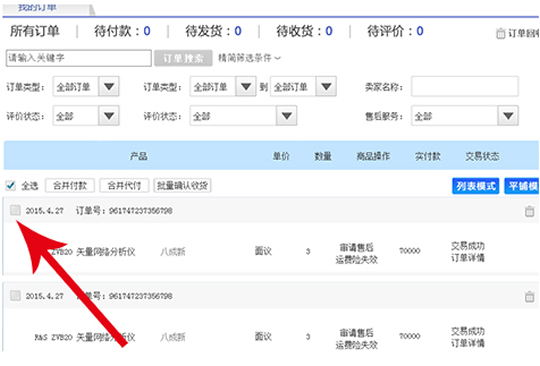 我的订单
所有订单 待付款：0 待发货：0 待收货：0 待评价：0 订单回收
请输入关键字 订单搜索 精简筛选条件
订单类型： 全部订单 订单类型： 全部订单 到 全部订单 卖家名称：
评价状态： 全部 评价状态： 全部 售后服务： 全部
产品 单价 数量 商品操作 实付款 交易状态
全选 合并付款 合并代付 批量确认收货 列表模式 平铺模
2015.4.27 订单号：961747237356798
ZVB20 矢量网络分析仪 八成新 面议 3 审请售后 70000 交易成功
运费险失效 订单详情
2015.4.27 订单号：961747237356798
R&S ZVB20 矢量网络分析仪 八成新 面议 3 审请售后 70000 交易成功
运费险失效 订单详情